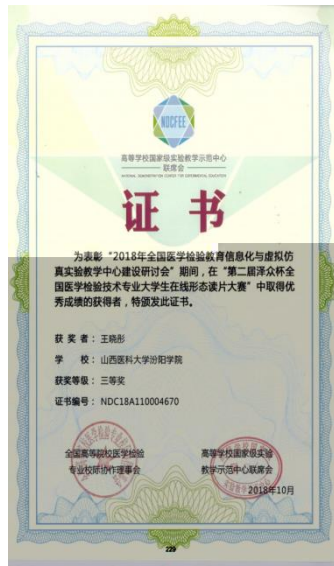 NDCFEE
高等学校国家级实验教学示范中心
联席会
NATIONAL DEMONSTRATION CENTER FOR EXPERIMENTAL EDUCATION
证 书
为表彰“2018年全国医学检验教育信息化与虚拟仿
真实验教学中心建设研讨会”期间，在“第二届泽众杯全
国医学检验技术专业大学生在线形态读片大赛”中取得优
秀成绩的获得者，特颁发此证书。
获 奖 者：王晓彤
学 校：山西医科大学汾阳学院
获奖等级：三等奖
证书编号：NDC18A110004670
全国高等院校医学检验 高等学校国家级实验
专业校际协作理事会 教学示范中心联席会
2018年10月
229